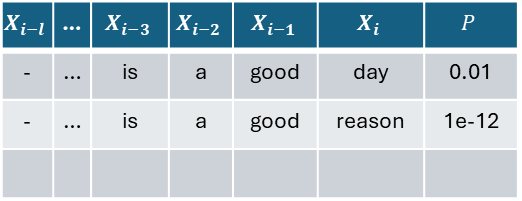 X_{i-l} ... X_{i-3} X_{i-2} X_{i-1} X_i P
- ... is a good day 0.01
- ... is a good reason 1e-12